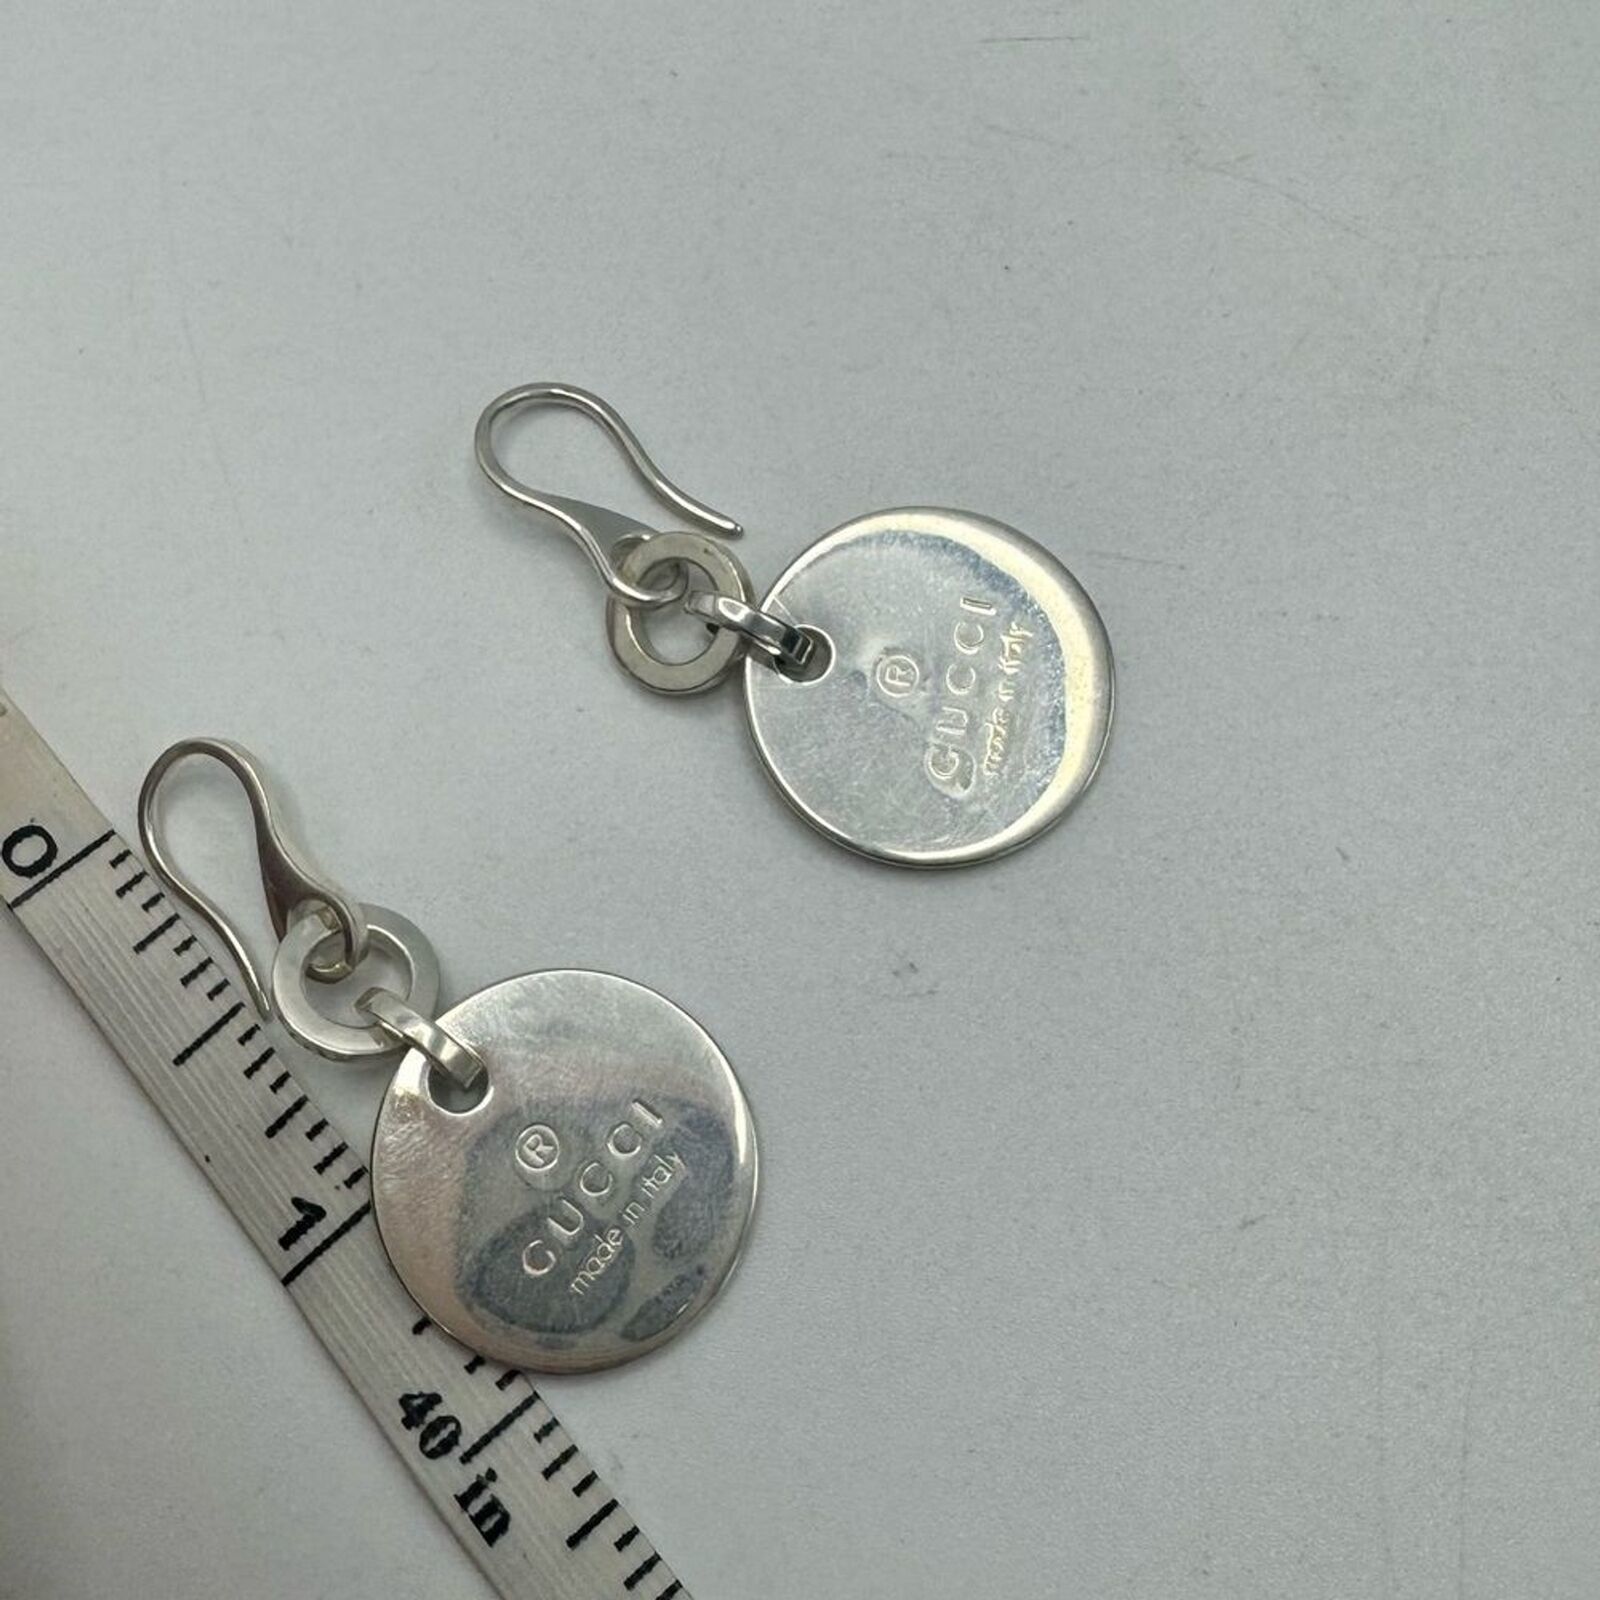 ®
GUCCI
made in italy
®
GUCCI
made in italy
0
1
40 in